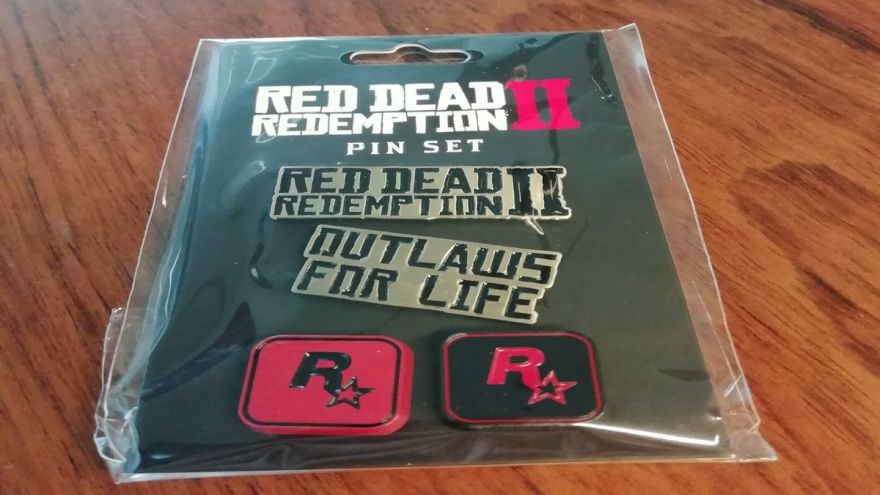 RED DEAD
REDEMPTION II
PIN SET
RED DEAD
REDEMPTION II
OUTLAWS
FOR LIFE
R
R